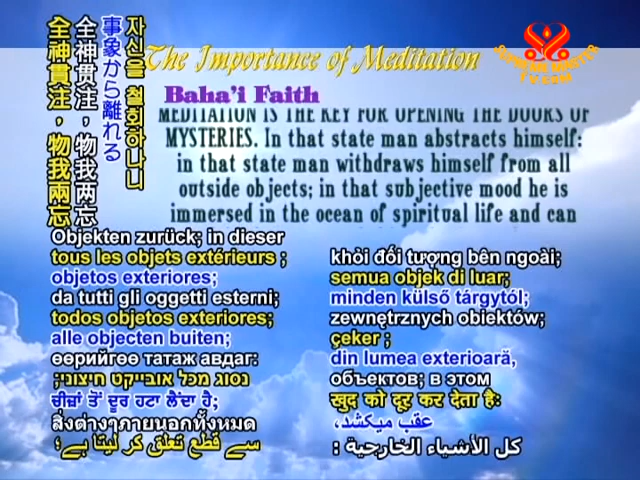 The Importance of Meditation
SUPREME MASTER
TV.COM
Baha'i Faith
MEDITATION IS THE KEY FOR OPENING THE DOORS OF
MYSTERIES. In that state man abstracts himself:
in that state man withdraws himself from all
outside objects; in that subjective mood he is
immersed in the ocean of spiritual life and can
자신을 철회하나니
事象から離れる
全神贯注，物我两忘
全神貫注，物我兩忘
Objekten zurück; in dieser
tous les objets extérieurs ;
objetos exteriores;
da tutti gli oggetti esterni;
todos objetos exteriores;
alle objecten buiten;
өөрийгөө татаж авдаг:
נסוג מכל אובייקט חיצוני;
ਚੀਜ਼ਾਂ ਤੋਂ ਦੂਰ ਹਟਾ ਲੈਂਦਾ ਹੈ;
สิ่งต่างๆภายนอกทั้งหมด
سے قطع تعلق کر لیتا ہے؛
khỏi đối tượng bên ngoài;
semua objek di luar;
minden külső tárgytól;
zewnętrznych obiektów;
çeker ;
din lumea exterioară,
объектов; в этом
खुद को दूर कर देता है:
عقب میکشد،
كل الأشياء الخارجية :